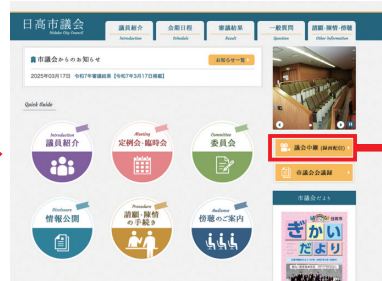 日高市議会
Hidaka City Council
議員紹介
Introduction
会期日程
Schedule
審議結果
Result
一般質問
Question
請願・陳情・傍聴
Other Information
市議会からのお知らせ
お知らせ一覧
2025年03月17日 令和7年審議結果【令和7年3月17日掲載】
Quick Guide
Introduction
議員紹介
Meeting
定例会・臨時会
Committee
委員会
Disclosure
情報公開
Procedure
請願・陳情
の手続き
Audience
傍聴のご案内
議会中継(録画配信)
市議会会議録
市議会だより
日高市
ぎかい
だより